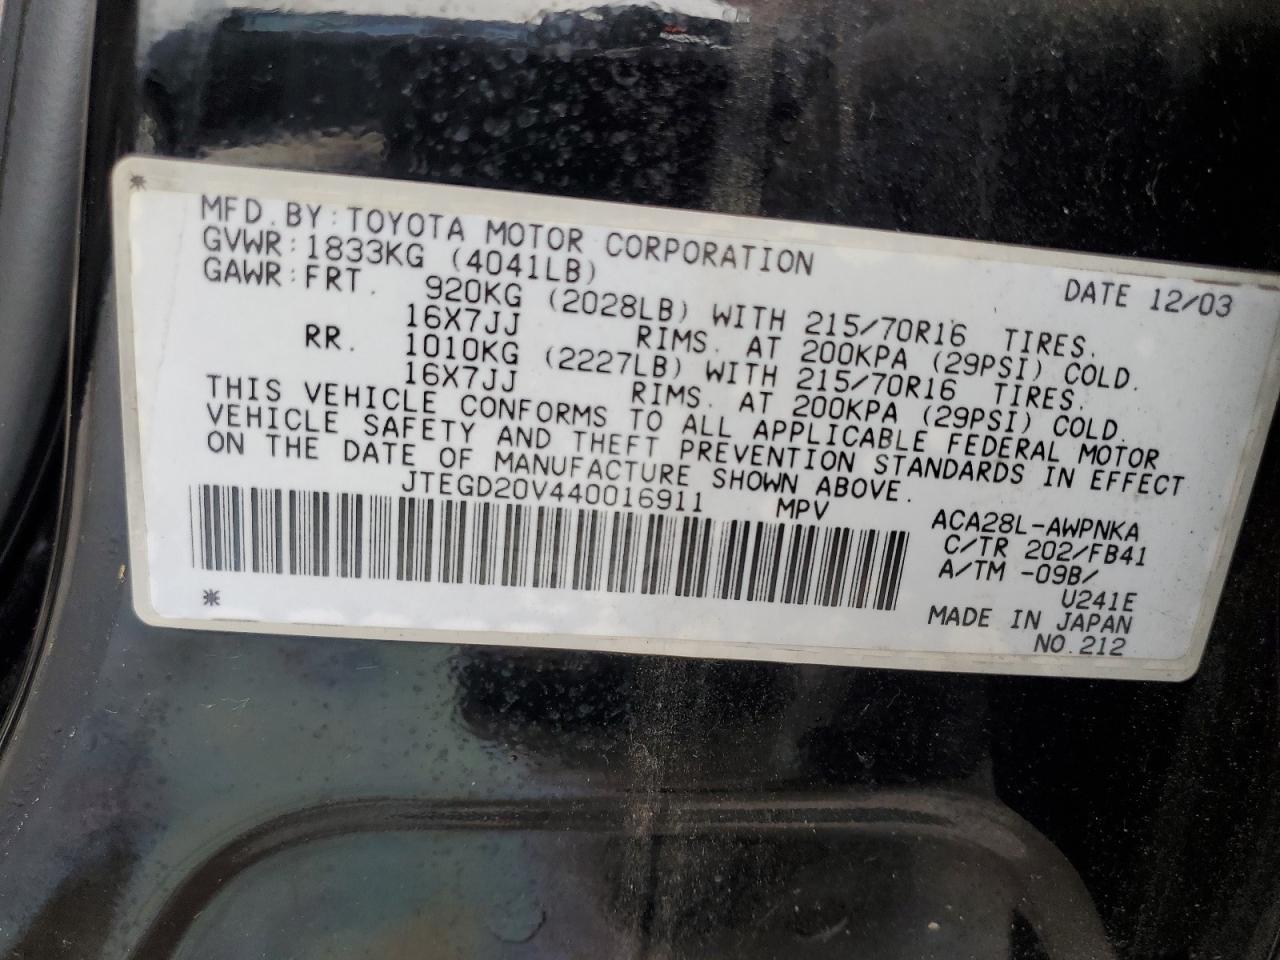 MFD.BY:TOYOTA MOTOR CORPORATION DATE 12/03
GVWR:1833KG (4041LB)
GAWR:FRT. 920KG (2028LB) WITH 215/70R16 TIRES.
16X7JJ RIMS. AT 200KPA (29PSI) COLD.
RR. 1010KG (2227LB) WITH 215/70R16 TIRES.
16X7JJ RIMS. AT 200KPA (29PSI) COLD.
THIS VEHICLE CONFORMS TO ALL APPLICABLE FEDERAL MOTOR
VEHICLE SAFETY AND THEFT PREVENTION STANDARDS IN EFFECT
ON THE DATE OF MANUFACTURE SHOWN ABOVE.
JTEGD20V440016911 MPV
ACA28L-AWPNKA
C/TR 202/FB41
A/TM -09B/
U241E
MADE IN JAPAN
NO.212